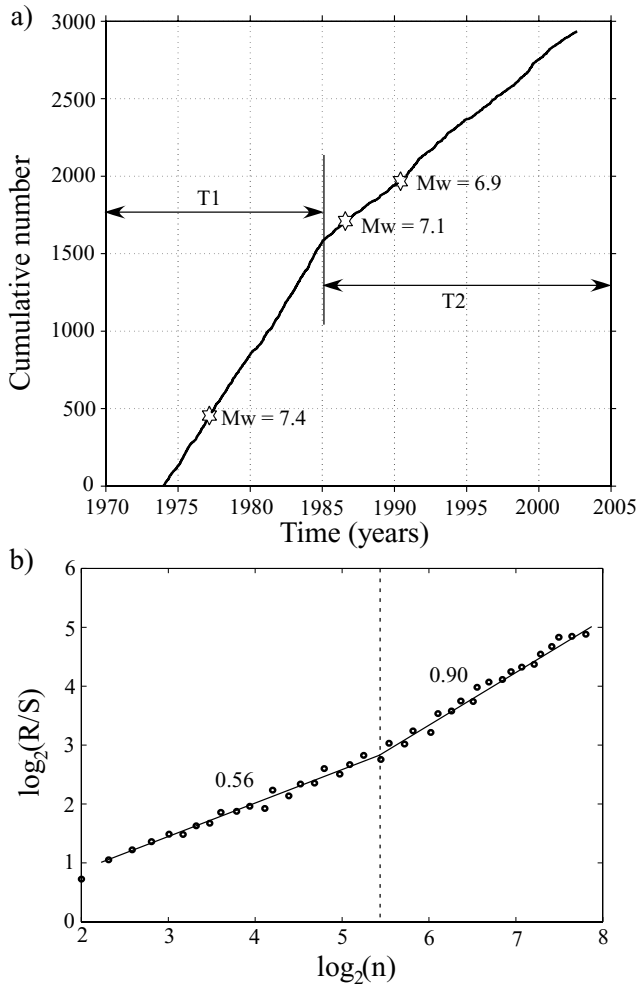 a)
3000
2500
2000
1500
1000
500
0
Cumulative number
T1
Mw = 6.9
Mw = 7.1
T2
Mw = 7.4
1970 1975 1980 1985 1990 1995 2000 2005
Time (years)
b)
6
5
4
3
2
1
0
log2(R/S)
0.90
0.56
2 3 4 5 6 7 8
log2(n)